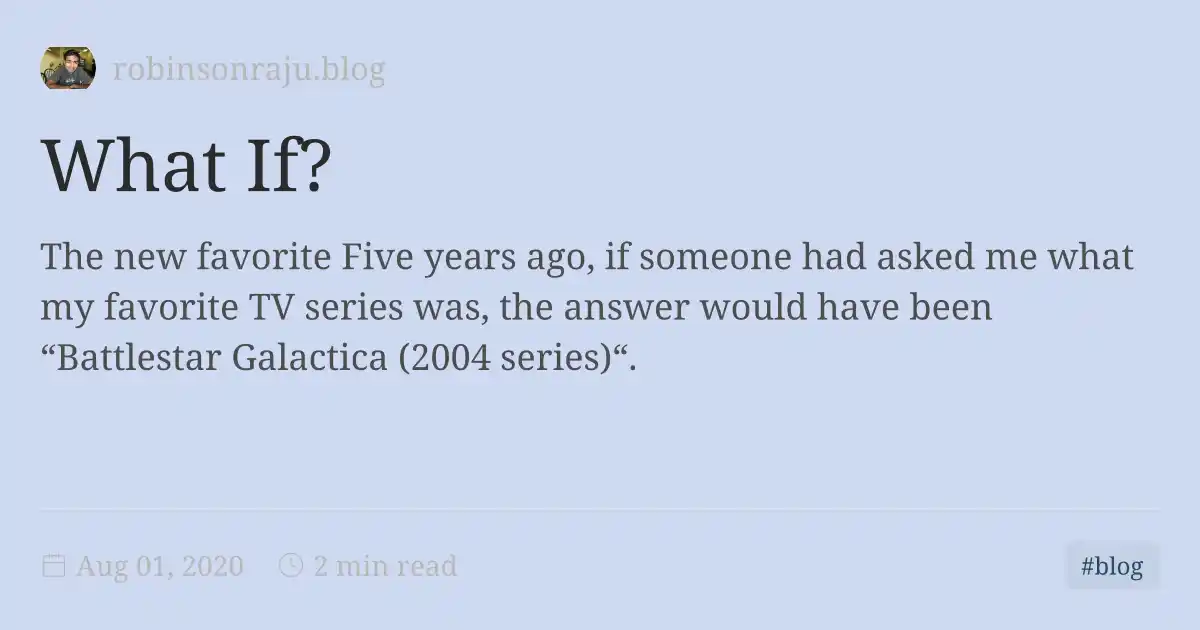 robinsonraju.blog
What If?
The new favorite Five years ago, if someone had asked me what
my favorite TV series was, the answer would have been
“Battlestar Galactica (2004 series)“.
Aug 01, 2020 2 min read #blog